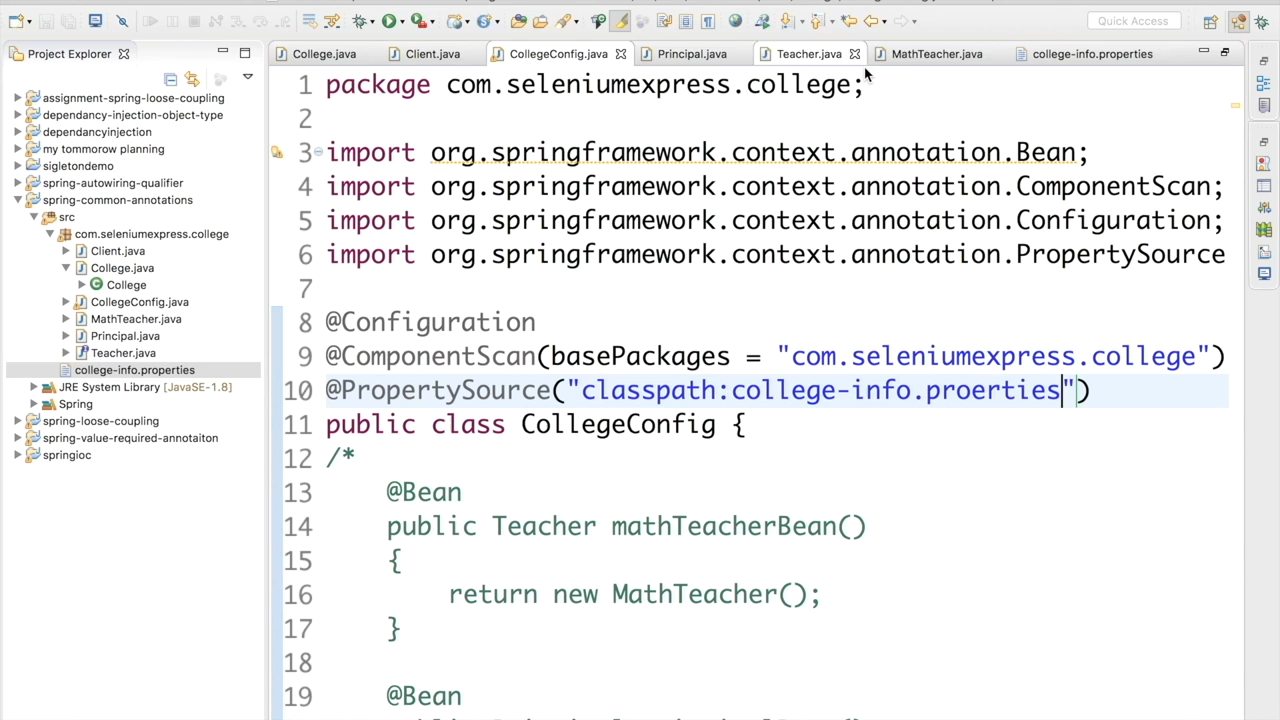 Quick Access
Project Explorer
College.java
Client.java
CollegeConfig.java
Principal.java
Teacher.java
MathTeacher.java
college-info.properties
assignment-spring-loose-coupling
dependancy-injection-object-type
dependancyinjection
my tommorow planning
sigletondemo
spring-autowiring-qualifier
spring-common-annotations
src
com.seleniumexpress.college
Client.java
College.java
College
CollegeConfig.java
MathTeacher.java
Principal.java
Teacher.java
college-info.properties
JRE System Library [JavaSE-1.8]
Spring
spring-loose-coupling
spring-value-required-annotaiton
springioc
1 package com.seleniumexpress.college;
2
3 import org.springframework.context.annotation.Bean;
4 import org.springframework.context.annotation.ComponentScan;
5 import org.springframework.context.annotation.Configuration;
6 import org.springframework.context.annotation.PropertySource
7
8 @Configuration
9 @ComponentScan(basePackages = "com.seleniumexpress.college")
10 @PropertySource("classpath:college-info.proerties")
11 public class CollegeConfig {
12 /*
13 @Bean
14 public Teacher mathTeacherBean()
15 {
16 return new MathTeacher();
17 }
18
19 @Bean